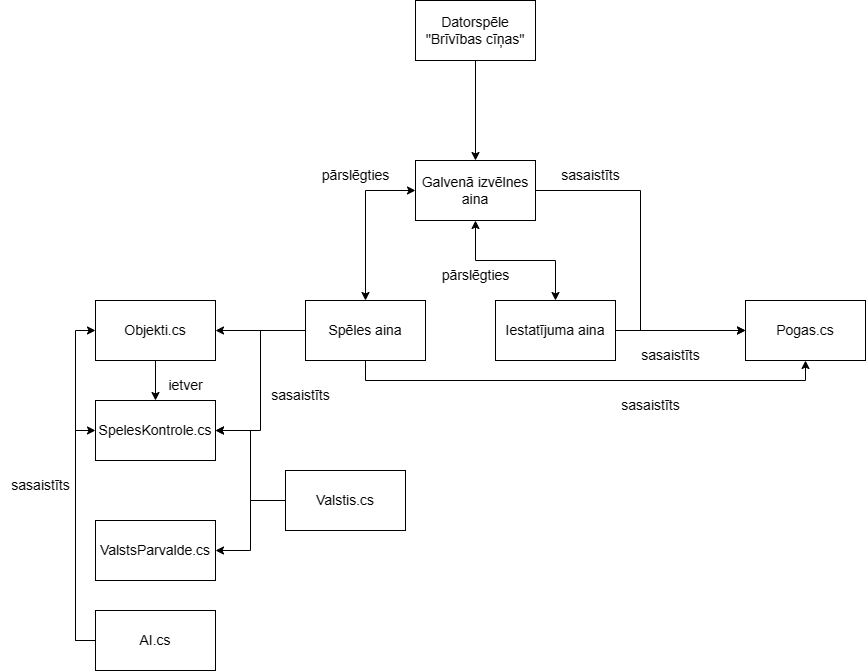 Datorspēle
"Brīvības cīņas"
pārslēgties
Galvenā izvēlnes
aina
sasaistīts
pārslēgties
Objekti.cs
Spēles aina
Iestatījuma aina
Pogas.cs
sasaistīts
ietver
sasaistīts
sasaistīts
SpelesKontrole.cs
sasaistīts
Valstis.cs
ValstsParvalde.cs
AI.cs